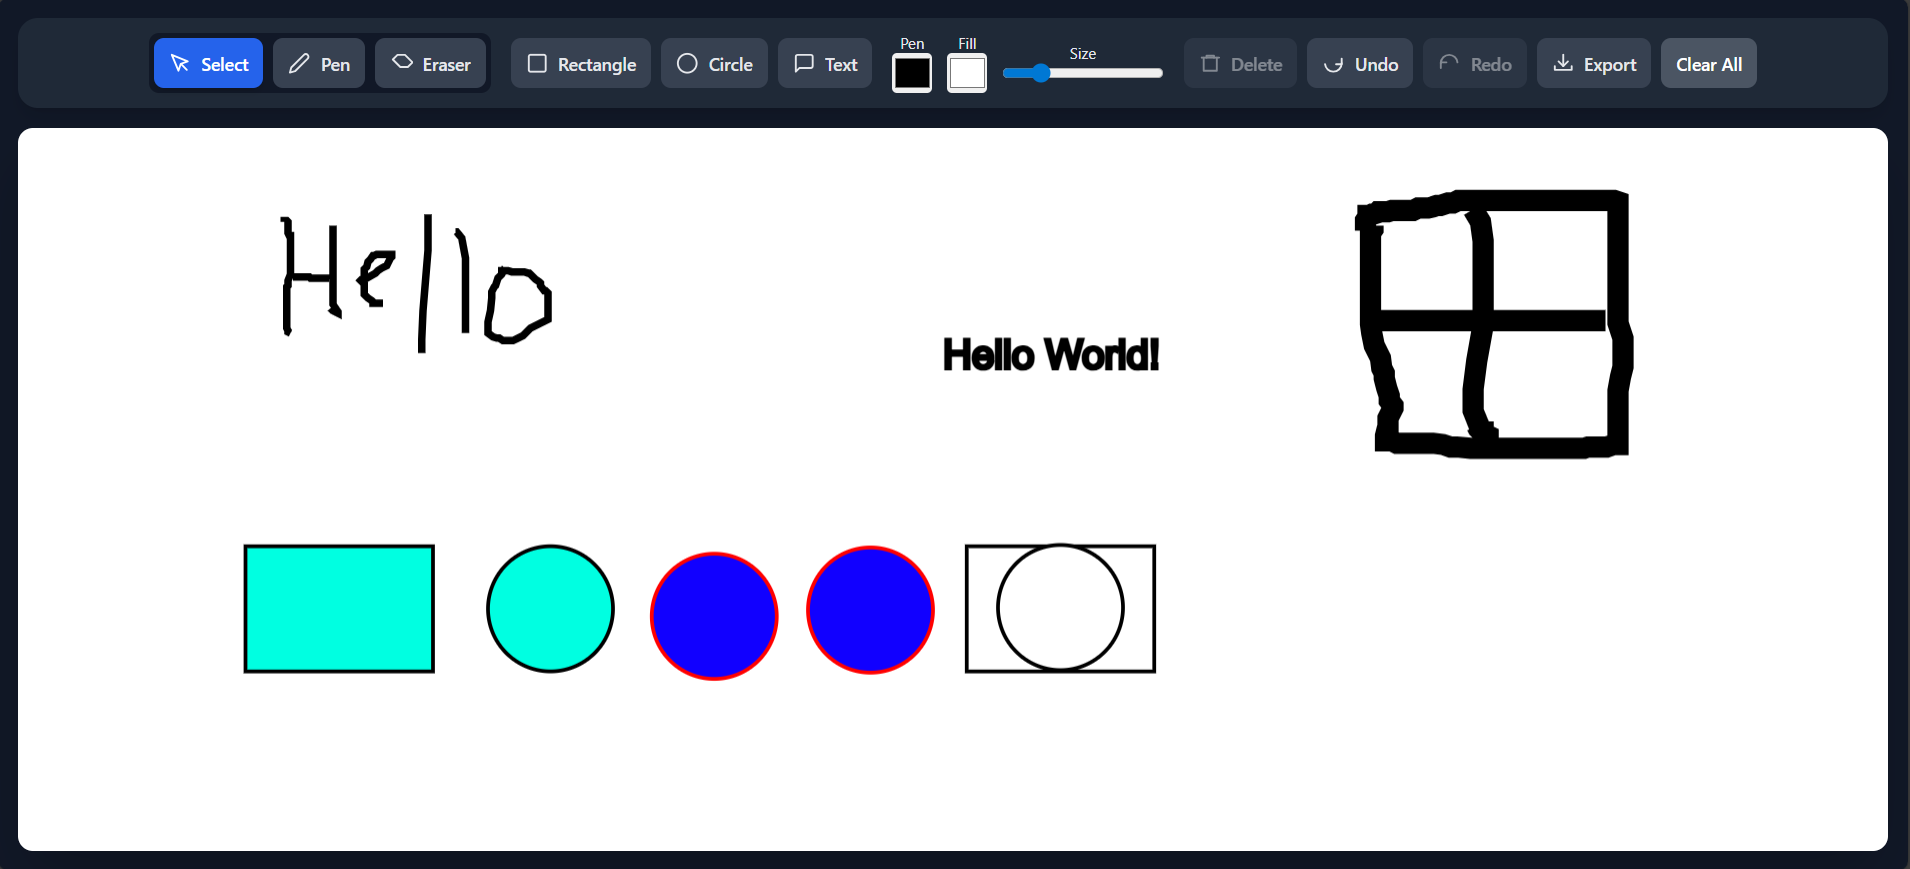 Select Pen Eraser Rectangle Circle Text Pen Fill Size Delete Undo Redo Export Clear All
Hello
Hello World!